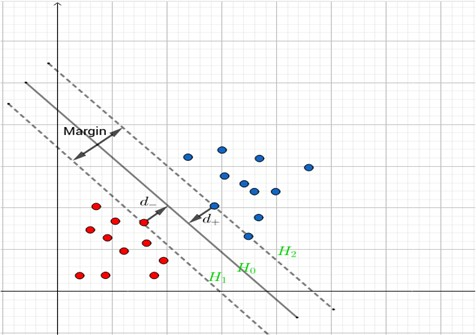 Margin
d₋
d₊
H₂
H₀
H₁